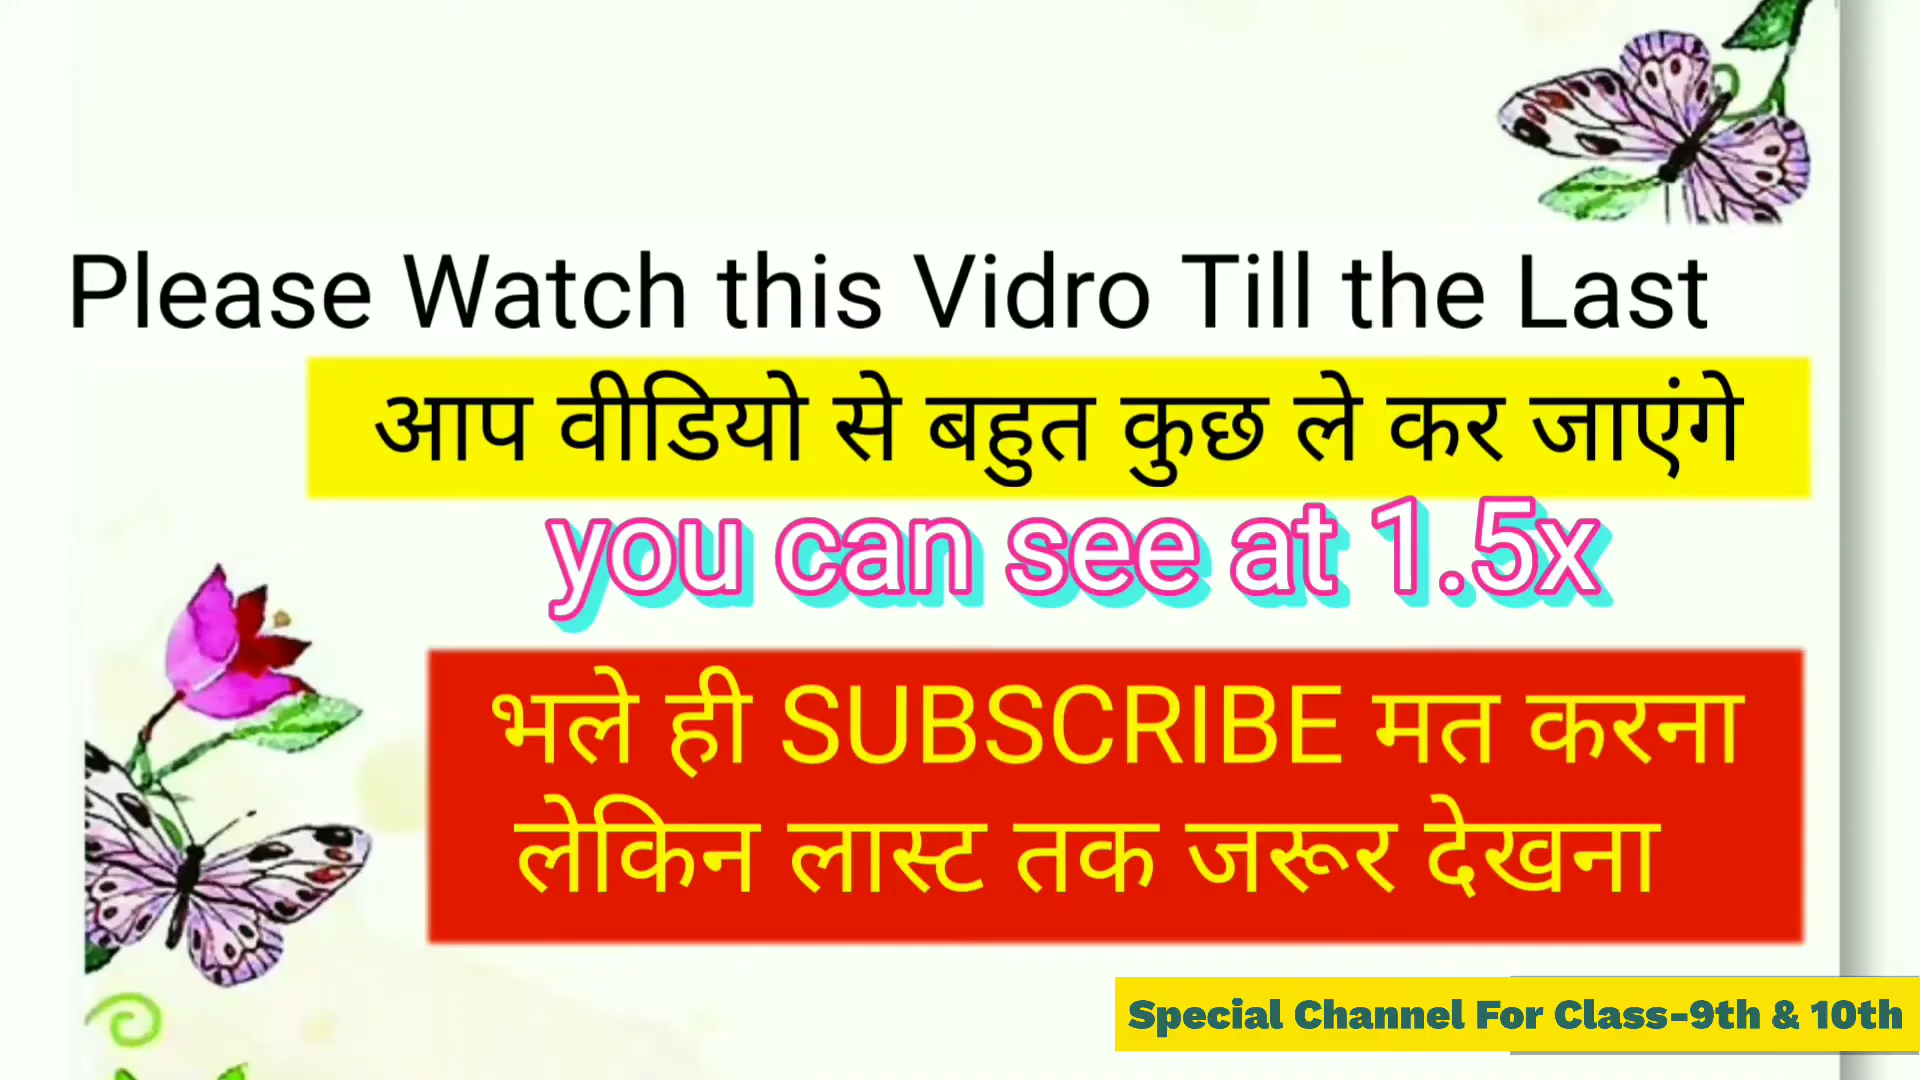 Please Watch this Vidro Till the Last
आप वीडियो से बहुत कुछ ले कर जाएंगे
you can see at 1.5x
भले ही SUBSCRIBE मत करना
लेकिन लास्ट तक जरूर देखना
Special Channel For Class-9th & 10th